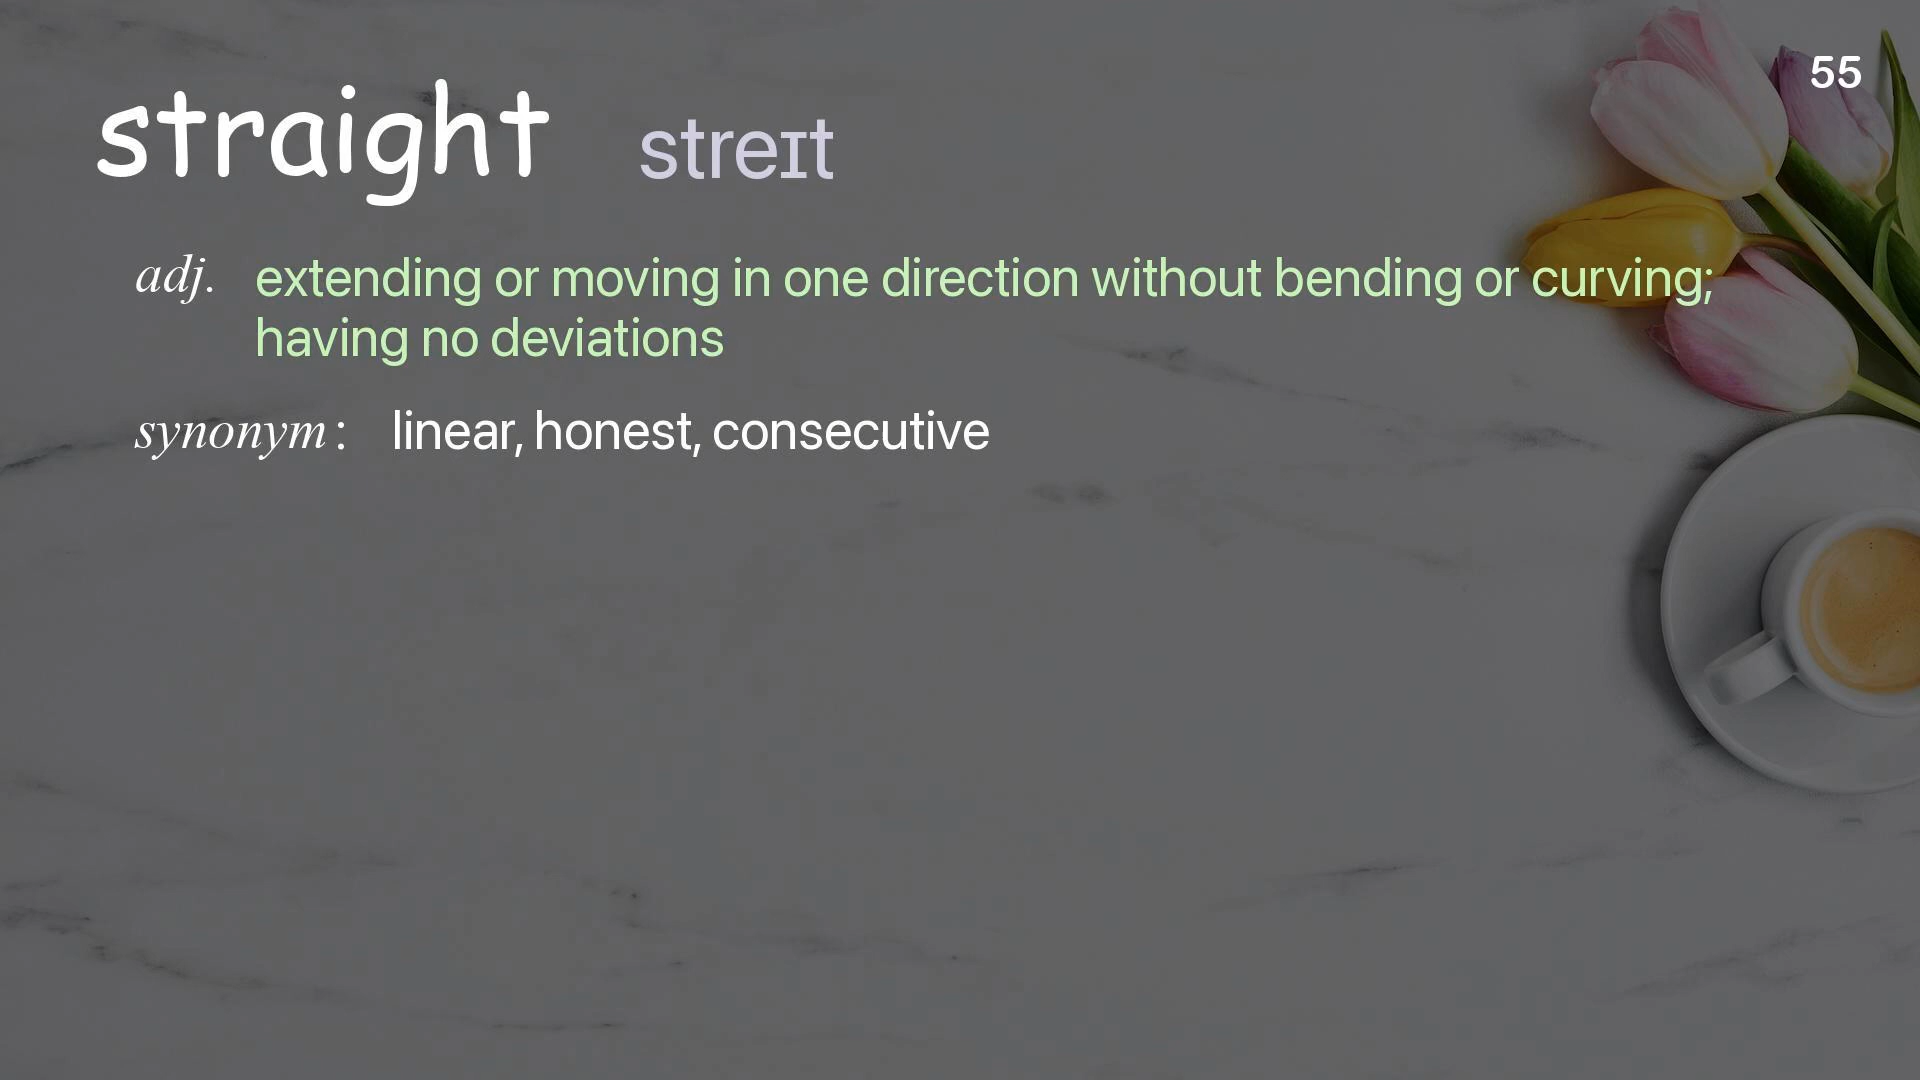 55
straight streɪt
adj. extending or moving in one direction without bending or curving;
having no deviations
synonym: linear, honest, consecutive